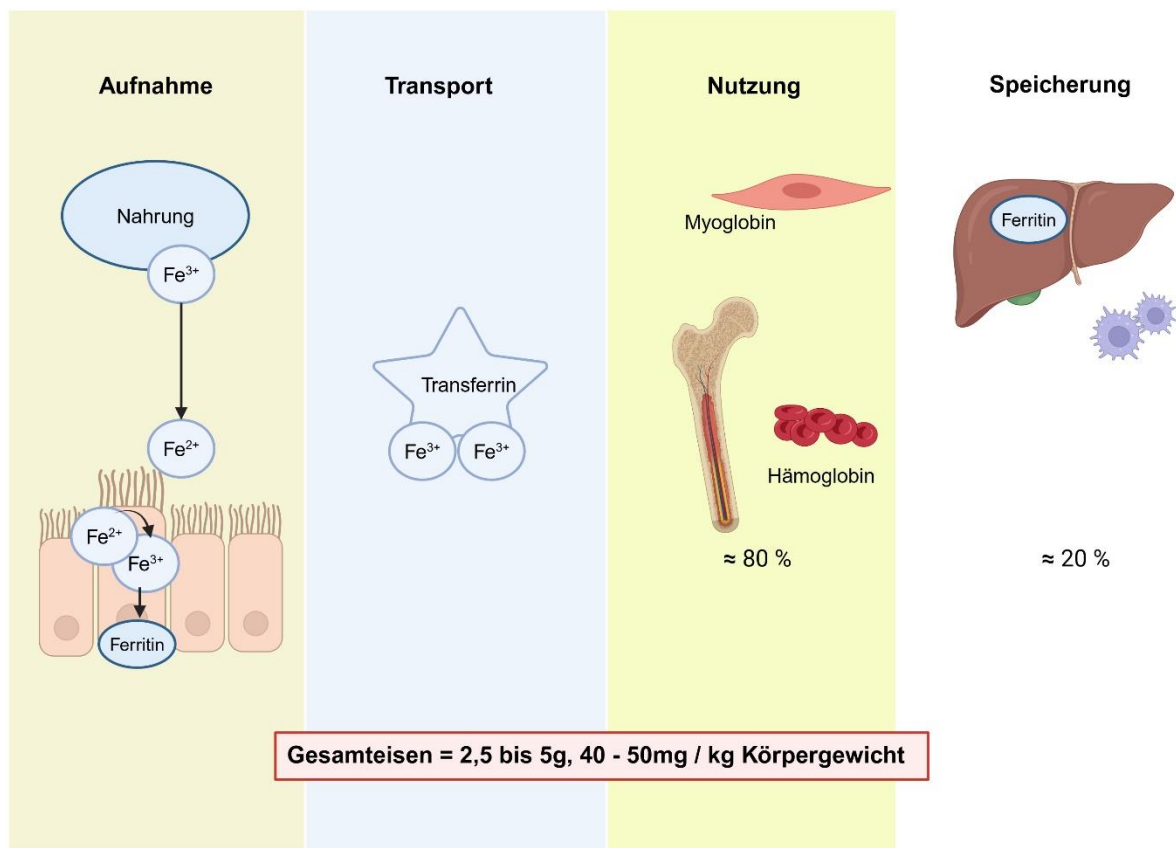 Aufnahme
Transport
Nutzung
Speicherung
Nahrung
Fe³⁺
Fe²⁺
Fe²⁺
Fe³⁺
Ferritin
Transferrin
Fe³⁺
Fe³⁺
Myoglobin
Hämoglobin
≈ 80 %
Ferritin
≈ 20 %
Gesamteisen = 2,5 bis 5g, 40 - 50mg / kg Körpergewicht